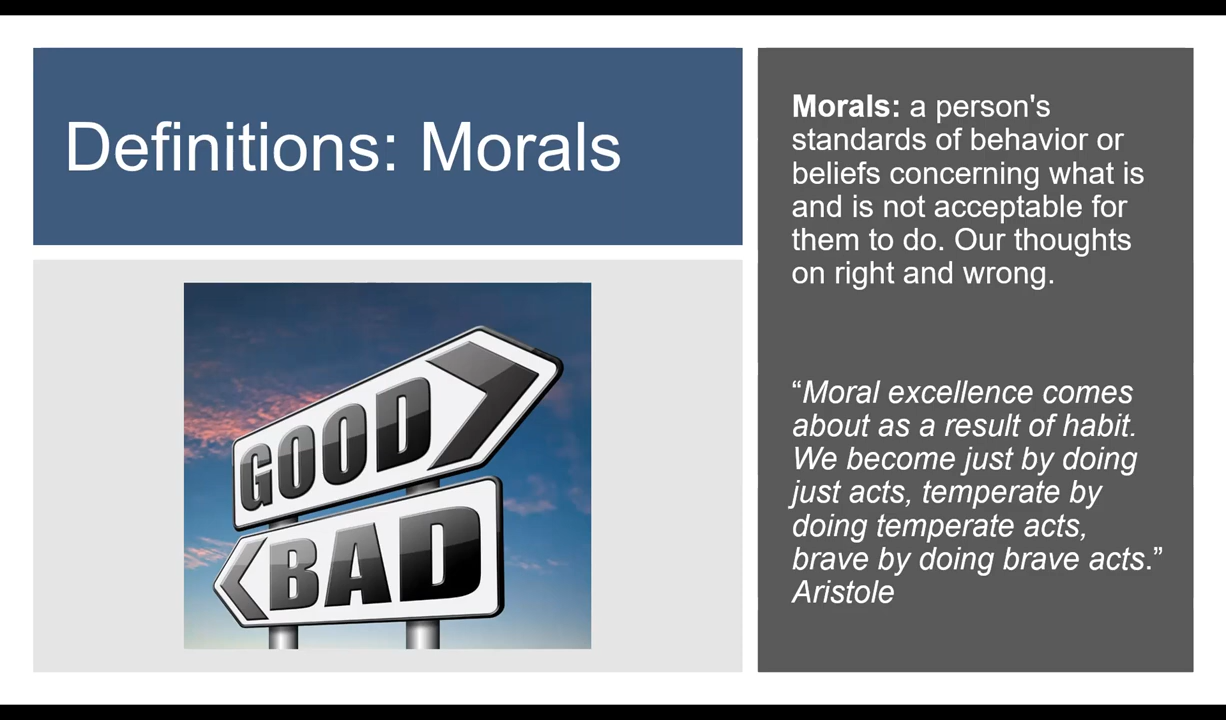 Definitions: Morals
GOOD
BAD
Morals: a person's
standards of behavior or
beliefs concerning what is
and is not acceptable for
them to do. Our thoughts
on right and wrong.
“Moral excellence comes
about as a result of habit.
We become just by doing
just acts, temperate by
doing temperate acts,
brave by doing brave acts.”
Aristole